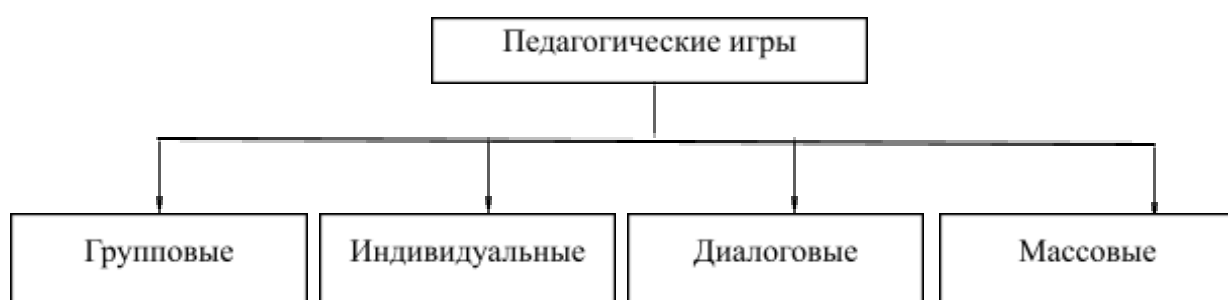 Педагогические игры
Групповые
Индивидуальные
Диалоговые
Массовые